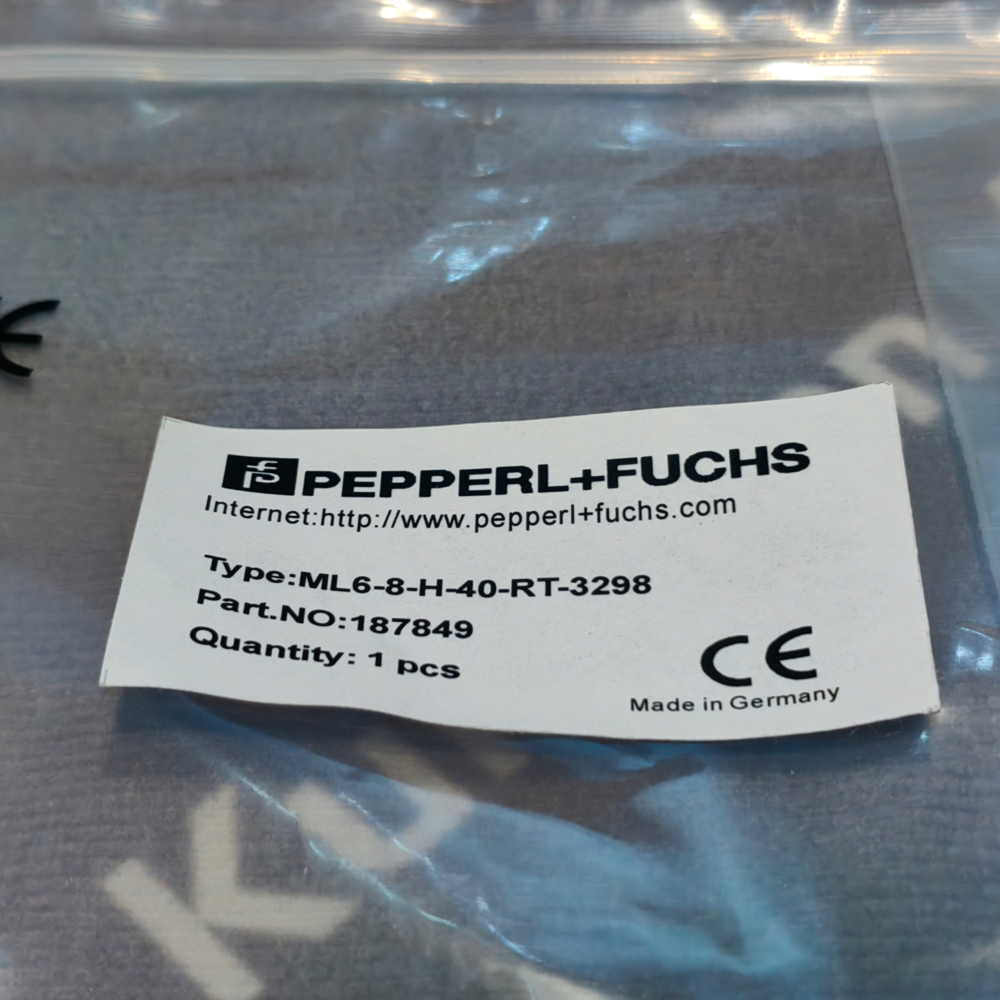 PEPPERL+FUCHS
Internet:http://www.pepperl+fuchs.com
Type:ML6-8-H-40-RT-3298
Part.NO:187849
Quantity: 1 pcs
CE
Made in Germany